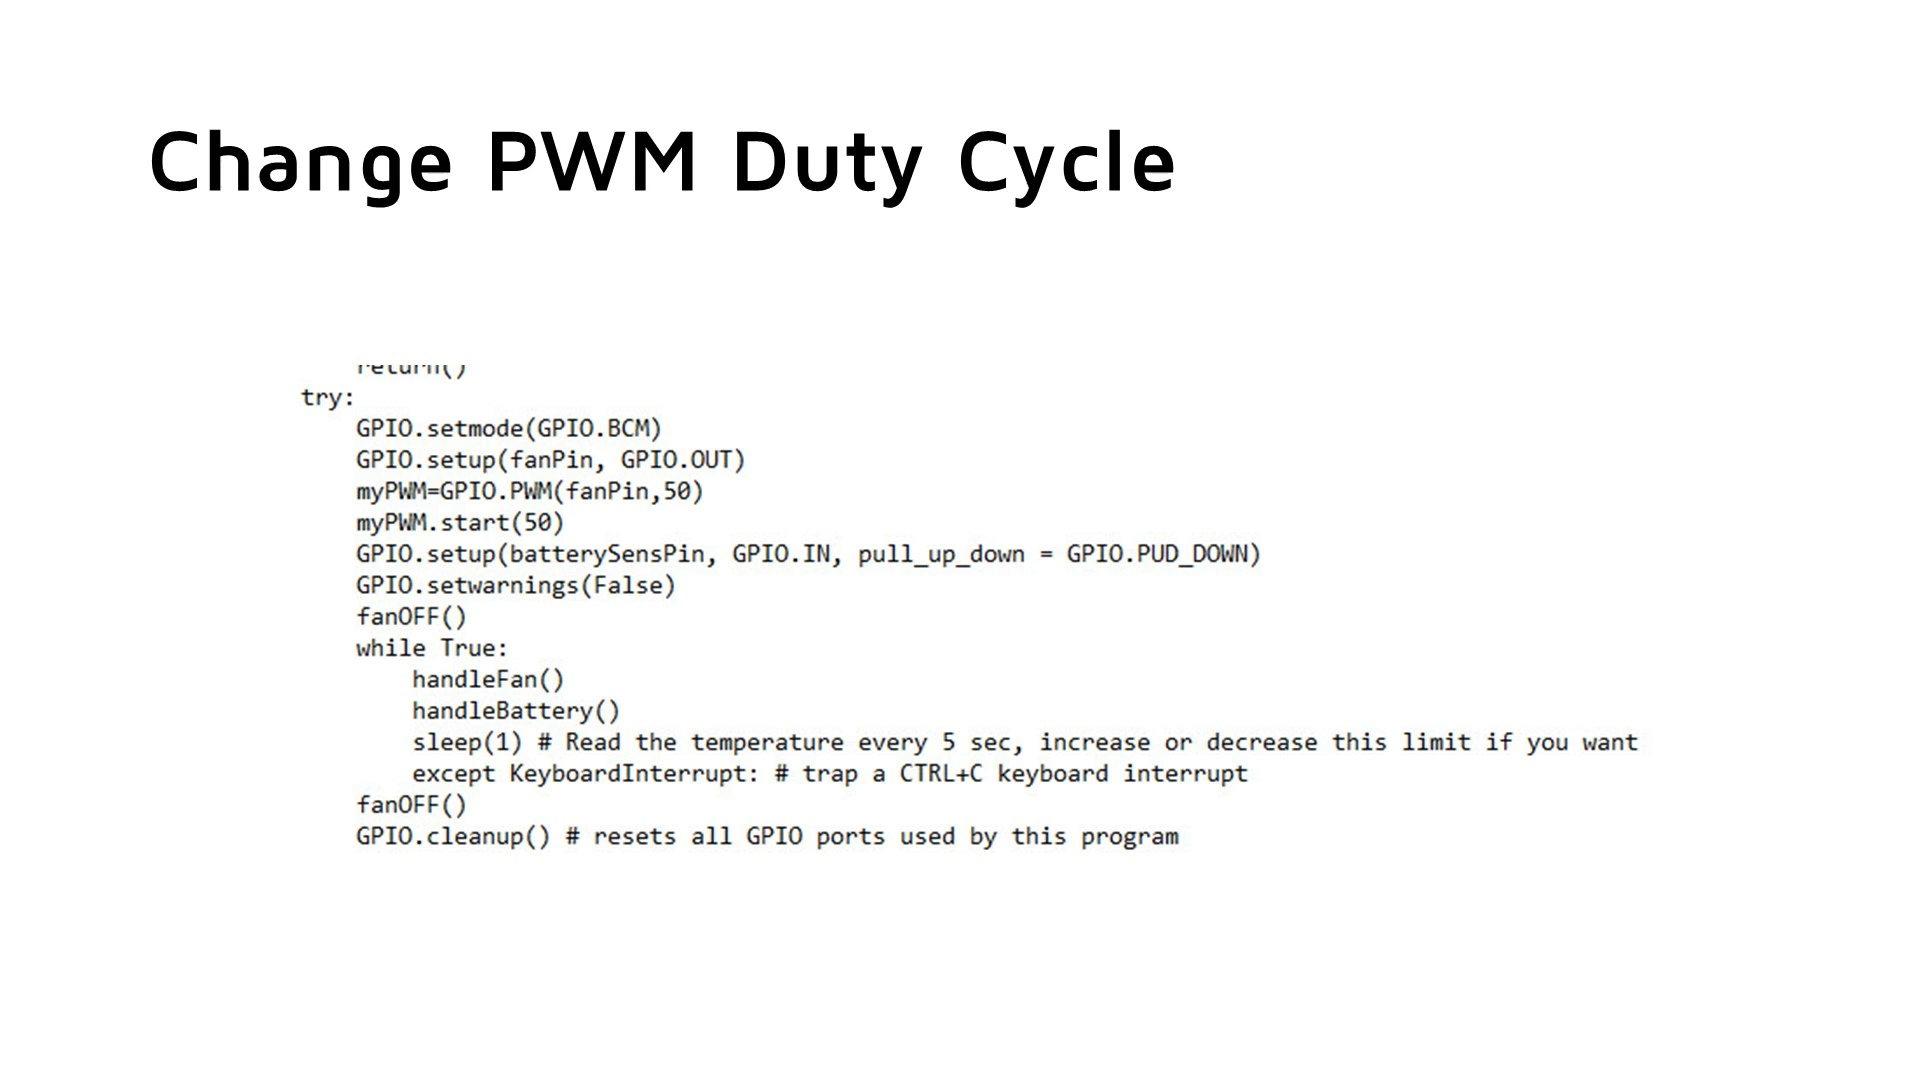 Change PWM Duty Cycle
return()
try:
GPIO.setmode(GPIO.BCM)
GPIO.setup(fanPin, GPIO.OUT)
myPWM=GPIO.PWM(fanPin,50)
myPWM.start(50)
GPIO.setup(batterySensPin, GPIO.IN, pull_up_down = GPIO.PUD_DOWN)
GPIO.setwarnings(False)
fanOFF()
while True:
handleFan()
handleBattery()
sleep(1) # Read the temperature every 5 sec, increase or decrease this limit if you want
except KeyboardInterrupt: # trap a CTRL+C keyboard interrupt
fanOFF()
GPIO.cleanup() # resets all GPIO ports used by this program